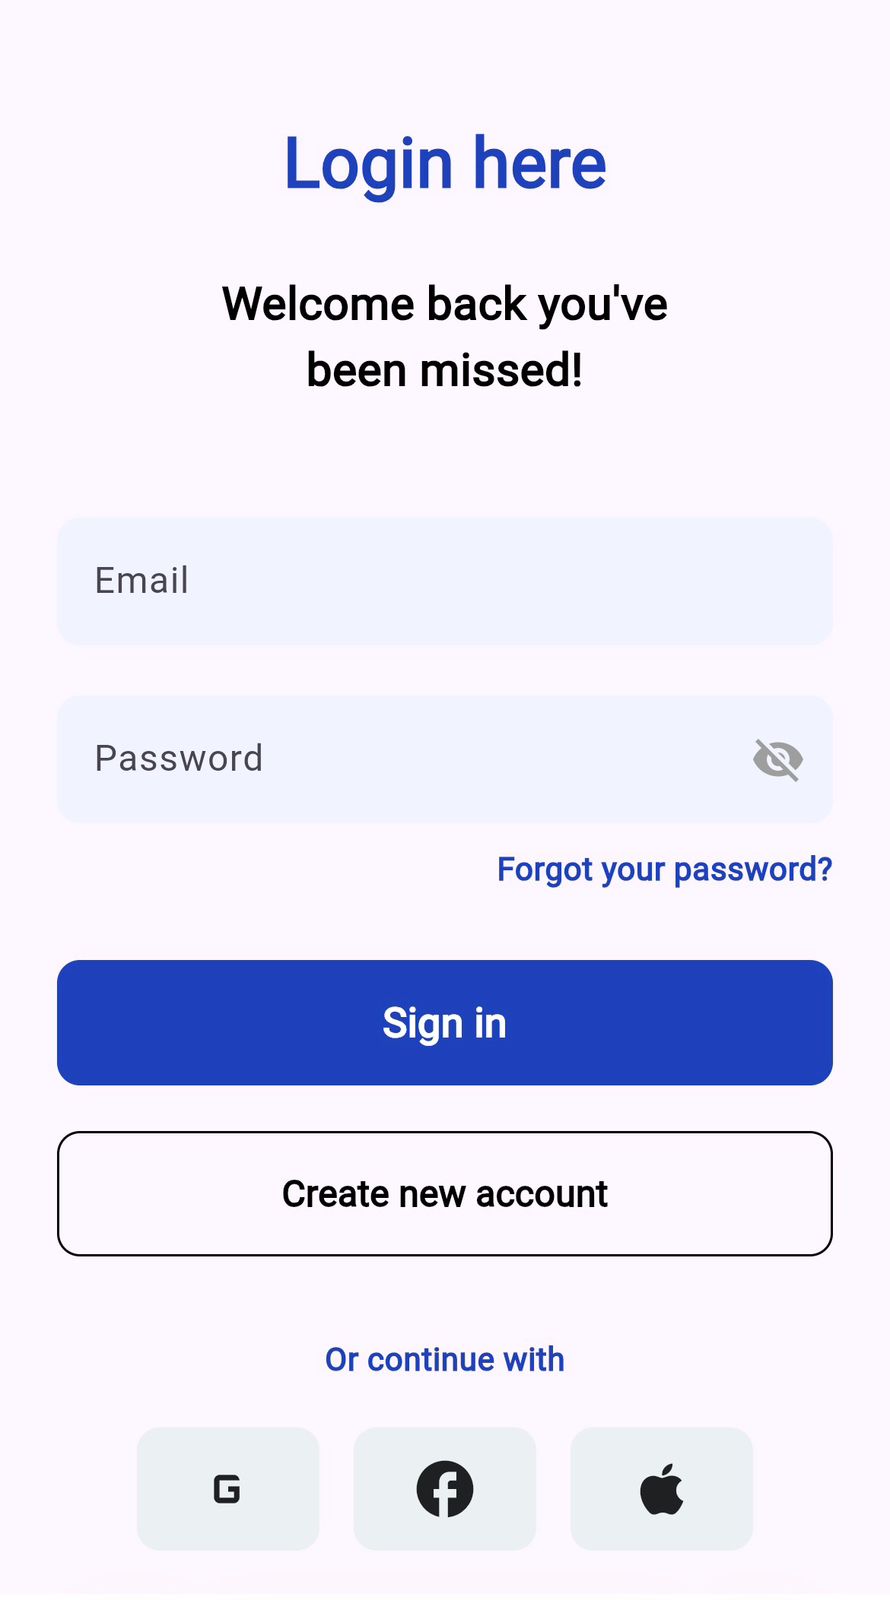 Login here
Welcome back you've
been missed!
Email
Password
Forgot your password?
Sign in
Create new account
Or continue with
G